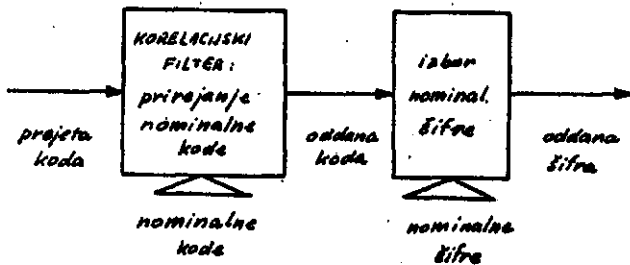 KORELACIJSKI
FILTER:
prirejanje
nominalne
kode
izbor
nominal.
šifre
prejeta
koda
oddana
koda
oddana
šifra
nominalne
kode
nominalne
šifre